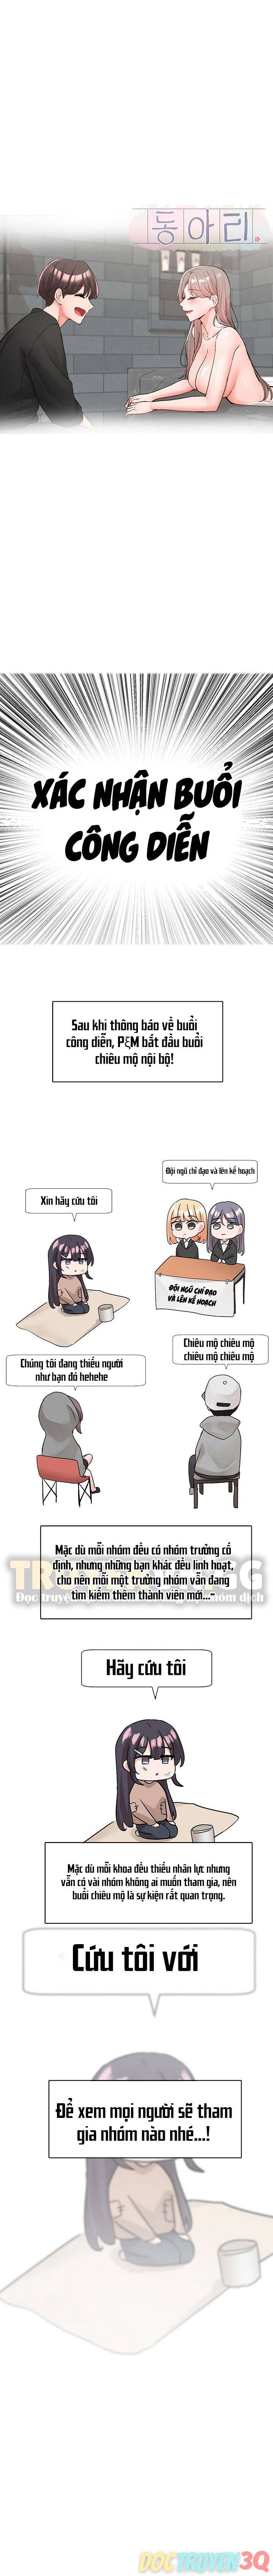 동아리
XÁC NHẬN BUỔI
CÔNG DIỄN
Sau khi thông báo về buổi
công diễn, PξM bắt đầu buổi
chiêu mộ nội bộ!
Đội ngũ chỉ đạo và lên kế hoạch
Xin hãy cứu tôi
ĐỘI NGŨ CHỈ ĐẠO
VÀ LÊN KẾ HOẠCH
Chiêu mộ chiêu mộ
chiêu mộ chiêu mộ
Chúng tôi đang thiếu người
như bạn đó hehehe
Mặc dù mỗi nhóm đều có nhóm trưởng cố
định, nhưng những bạn khác đều linh hoạt,
cho nên mỗi một trưởng nhóm vẫn đang
tìm kiếm thêm thành viên mới...~
Hãy cứu tôi
Mặc dù mỗi khoa đều thiếu nhân lực nhưng
vẫn có vài nhóm không ai muốn tham gia, nên
buổi chiêu mộ là sự kiện rất quan trọng.
Cứu tôi với
Để xem mọi người sẽ tham
gia nhóm nào nhé...!
DOCTRUYEN3Q